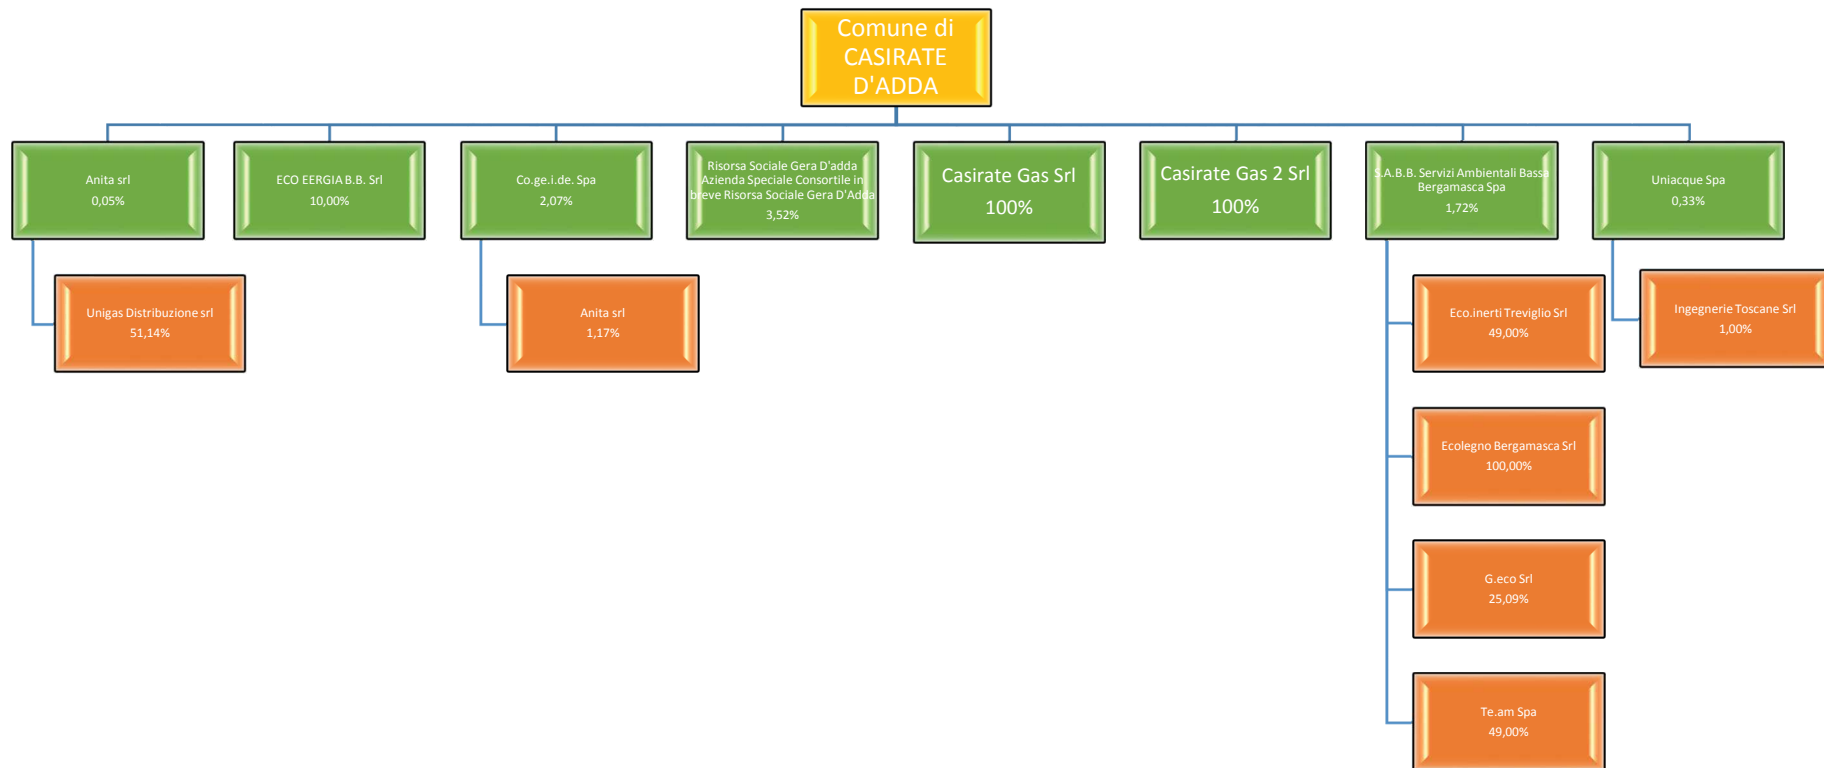 Comune di
CASIRATE
D'ADDA
Anita srl
0,05%
ECO EERGIA B.B. Srl
10,00%
Co.ge.i.de. Spa
2,07%
Risorsa Sociale Gera D'adda
Azienda Speciale Consortile in
breve Risorsa Sociale Gera D'Adda
3,52%
Casirate Gas Srl
100%
Casirate Gas 2 Srl
100%
S.A.B.B. Servizi Ambientali Bassa
Bergamasca Spa
1,72%
Uniacque Spa
0,33%
Unigas Distribuzione srl
51,14%
Anita srl
1,17%
Eco.inerti Treviglio Srl
49,00%
Ingegnerie Toscane Srl
1,00%
Ecolegno Bergamasca Srl
100,00%
G.eco Srl
25,09%
Te.am Spa
49,00%